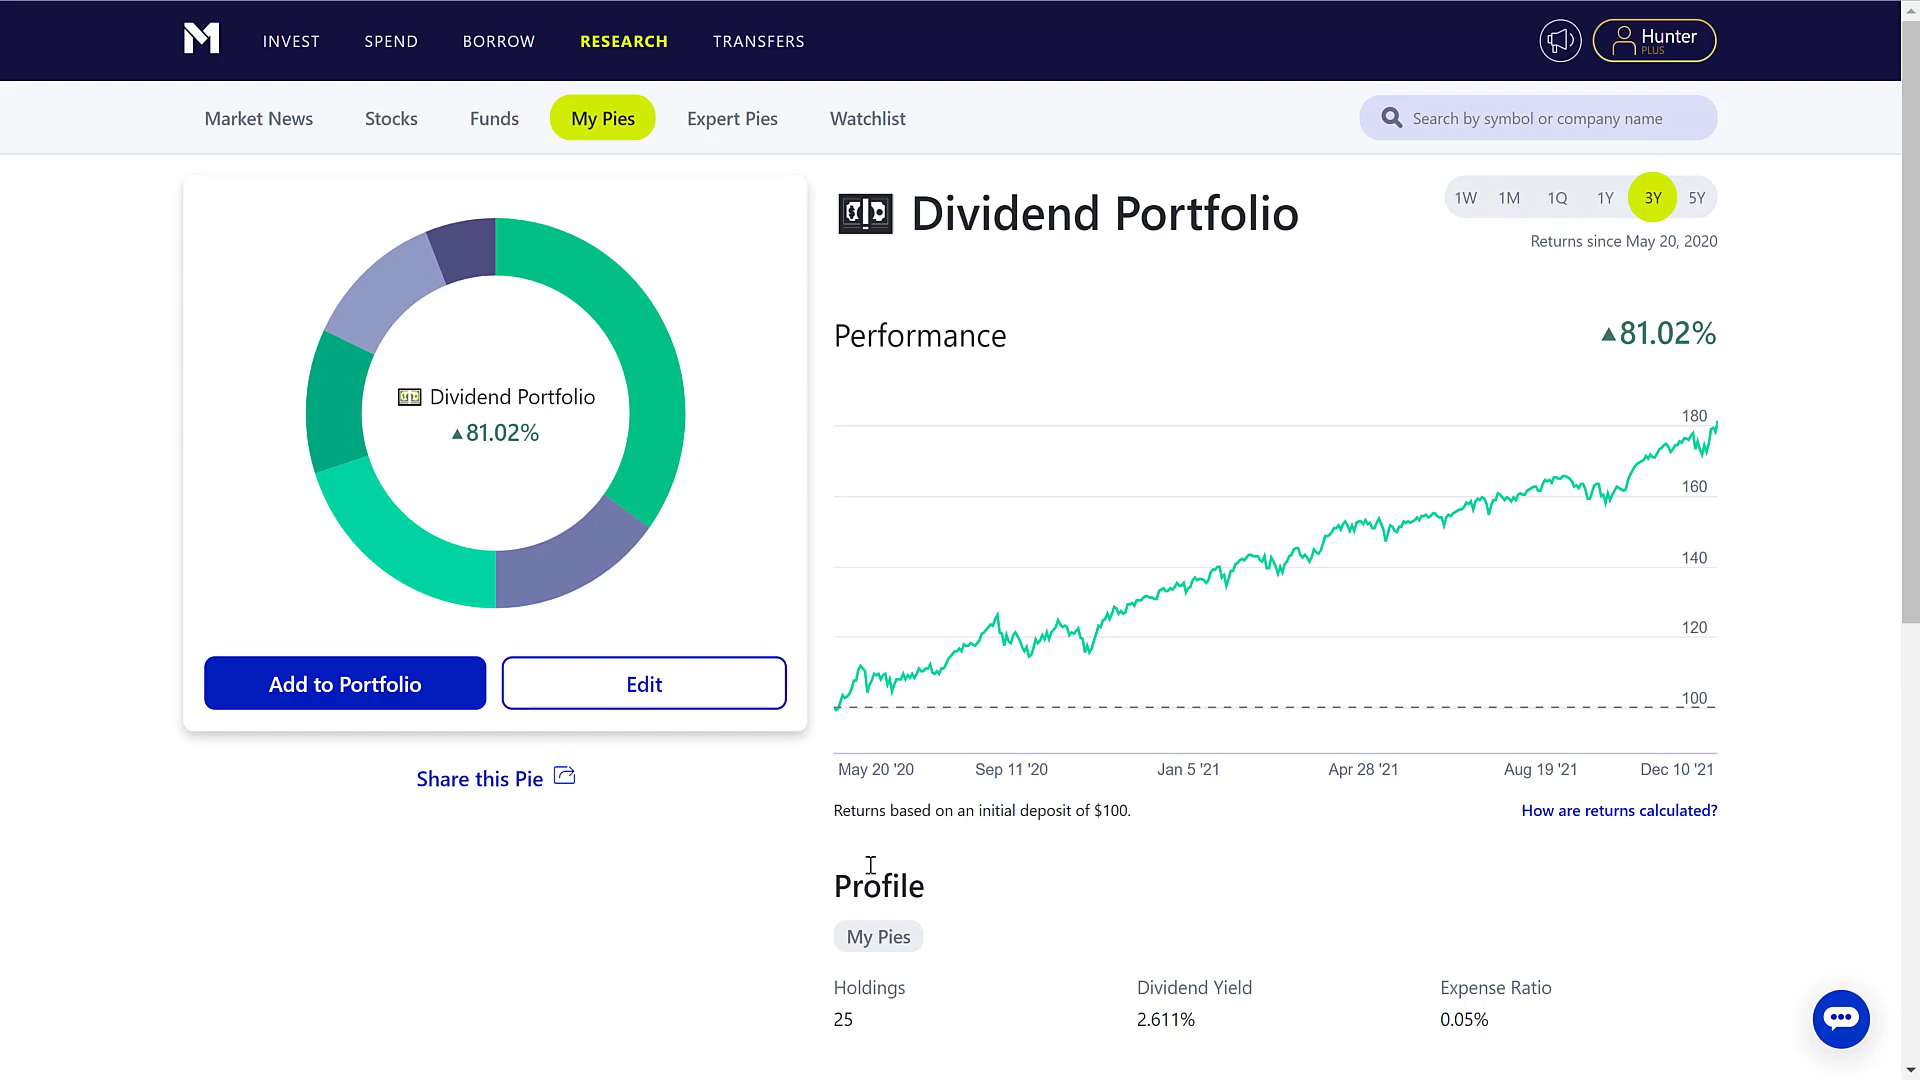 M INVEST SPEND BORROW RESEARCH TRANSFERS Hunter
PLUS
Market News Stocks Funds My Pies Expert Pies Watchlist Search by symbol or company name
Dividend Portfolio
1W 1M 1Q 1Y 3Y 5Y
Returns since May 20, 2020
Performance
▲81.02%
Dividend Portfolio
▲81.02%
180
160
140
120
100
May 20 '20 Sep 11 '20 Jan 5 '21 Apr 28 '21 Aug 19 '21 Dec 10 '21
Returns based on an initial deposit of $100. How are returns calculated?
Add to Portfolio Edit
Share this Pie
Profile
My Pies
Holdings Dividend Yield Expense Ratio
25 2.611% 0.05%